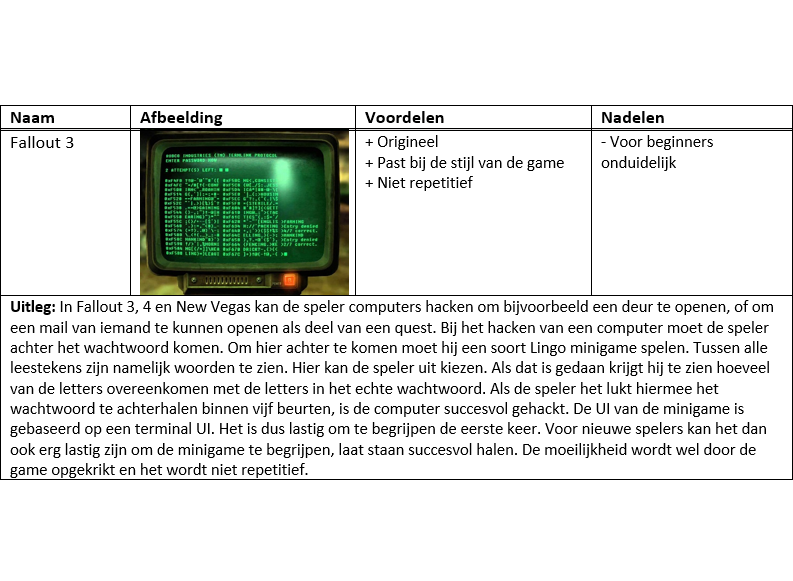 Naam Afbeelding Voordelen Nadelen
Fallout 3
ROBCO INDUSTRIES (TM) TERMLINK PROTOCOL
ENTER PASSWORD NOW
2 ATTEMPT(S) LEFT:
+ Origineel
+ Past bij de stijl van de game
+ Niet repetitief
- Voor beginners
onduidelijk
Uitleg: In Fallout 3, 4 en New Vegas kan de speler computers hacken om bijvoorbeeld een deur te openen, of om
een mail van iemand te kunnen openen als deel van een quest. Bij het hacken van een computer moet de speler
achter het wachtwoord komen. Om hier achter te komen moet hij een soort Lingo minigame spelen. Tussen alle
leestekens zijn namelijk woorden te zien. Hier kan de speler uit kiezen. Als dat is gedaan krijgt hij te zien hoeveel
van de letters overeenkomen met de letters in het echte wachtwoord. Als de speler het lukt hiermee het
wachtwoord te achterhalen binnen vijf beurten, is de computer succesvol gehackt. De UI van de minigame is
gebaseerd op een terminal UI. Het is dus lastig om te begrijpen de eerste keer. Voor nieuwe spelers kan het dan
ook erg lastig zijn om de minigame te begrijpen, laat staan succesvol halen. De moeilijkheid wordt wel door de
game opgekrikt en het wordt niet repetitief.